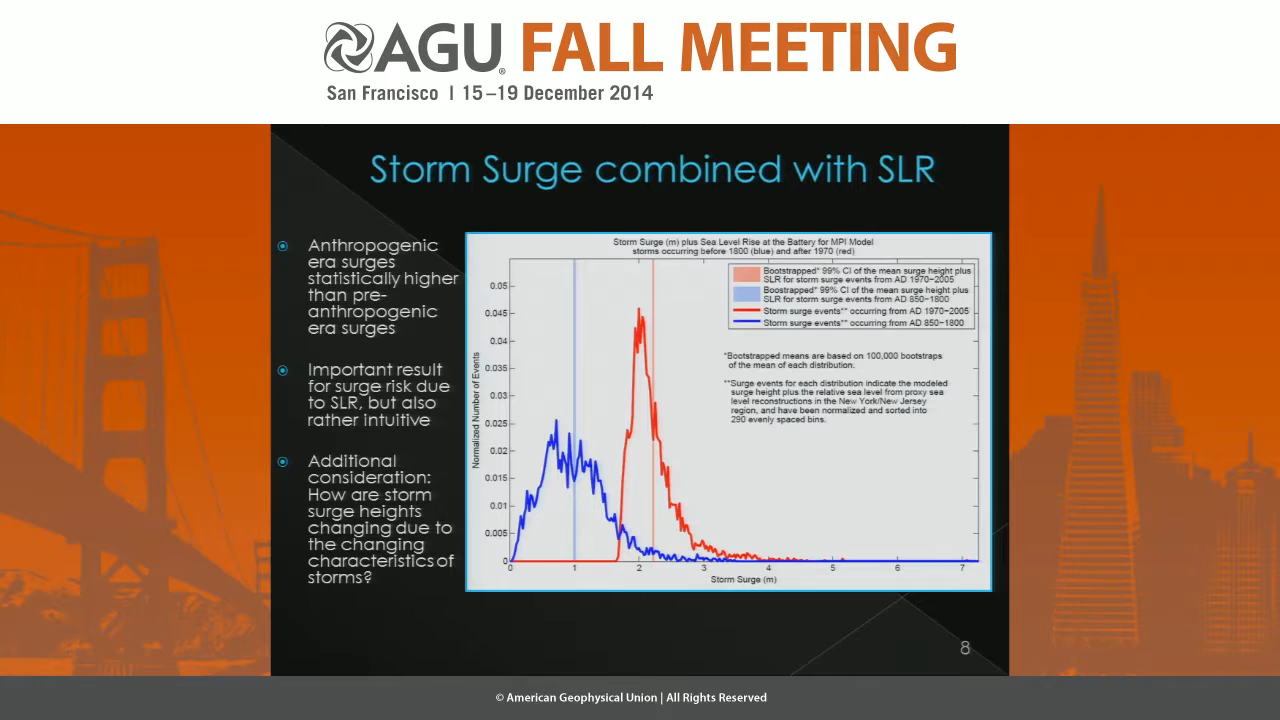 AGU FALL MEETING
San Francisco | 15–19 December 2014
Storm Surge combined with SLR
Anthropogenic
era surges
statistically higher
than pre-
anthropogenic
era surges
Important result
for surge risk due
to SLR, but also
rather intuitive
Additional
consideration:
How are storm
surge heights
changing due to
the changing
characteristics of
storms?
Storm Surge (m) plus Sea Level Rise at the Battery for MPI Model
storms occurring before 1800 (blue) and after 1970 (red)
Bootstrapped* 99% CI of the mean surge height plus
SLR for storm surge events from AD 1970−2005
Bootstrapped* 99% CI of the mean surge height plus
SLR for storm surge events from AD 850−1800
Storm surge events** occurring from AD 1970−2005
Storm surge events** occurring from AD 850−1800
*Bootstrapped means are based on 100,000 bootstraps
of the mean of each distribution.
**Surge events for each distribution indicate the modeled
surge height plus the relative sea level from proxy sea
level reconstructions in the New York/New Jersey
region, and have been normalized and sorted into
290 evenly spaced bins.
Normalized Number of Events
0.05
0.045
0.04
0.035
0.03
0.025
0.02
0.015
0.01
0.005
0
0 1 2 3 4 5 6 7
Storm Surge (m)
8
© American Geophysical Union | All Rights Reserved